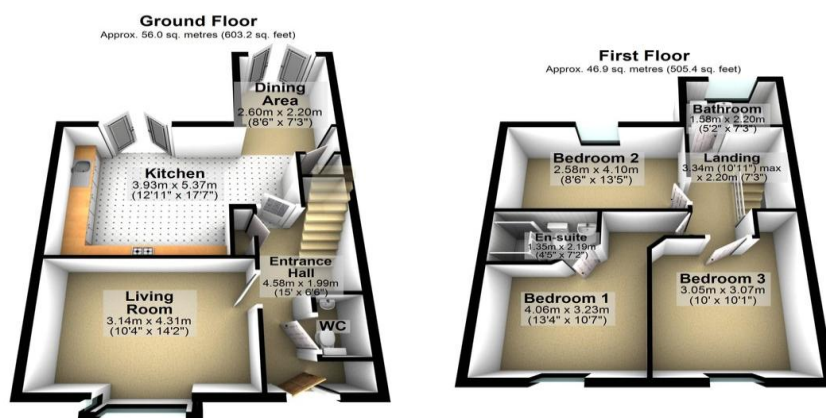 Ground Floor
Approx. 56.0 sq. metres (603.2 sq. feet)
Dining
Area
2.60m x 2.20m
(8'6" x 7'3")
Kitchen
3.93m x 5.37m
(12'11" x 17'7")
Entrance
Hall
4.58m x 1.99m
(15' x 6'6")
Living
Room
3.14m x 4.31m
(10'4" x 14'2")
WC
First Floor
Approx. 46.9 sq. metres (505.4 sq. feet)
Bathroom
1.58m x 2.20m
(5'2" x 7'3")
Bedroom 2
2.58m x 4.10m
(8'6" x 13'5")
Landing
3.34m (10'11") max
x 2.20m (7'3")
En-suite
1.35m x 2.19m
(4'5" x 7'2")
Bedroom 1
4.06m x 3.23m
(13'4" x 10'7")
Bedroom 3
3.05m x 3.07m
(10' x 10'1")